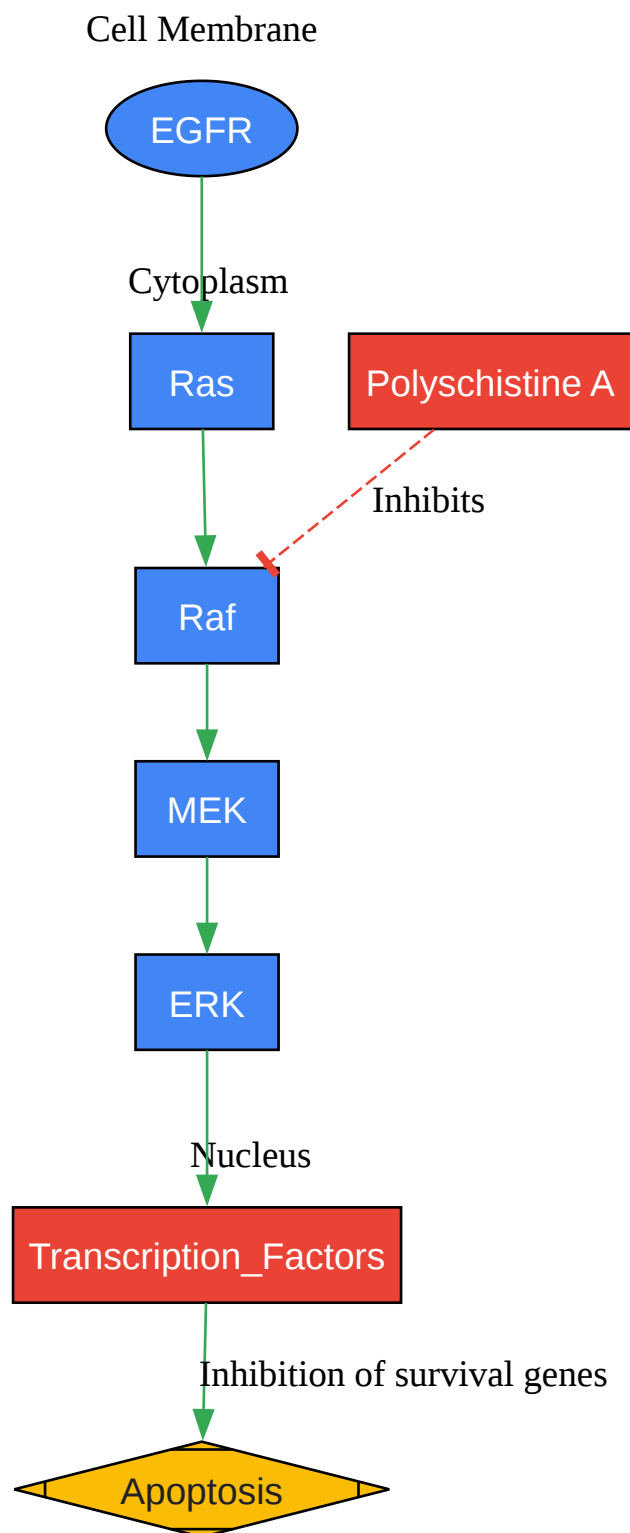 Cell Membrane
EGFR
Cytoplasm
Ras
Polyschistine A
Inhibits
Raf
MEK
ERK
Nucleus
Transcription_Factors
Inhibition of survival genes
Apoptosis